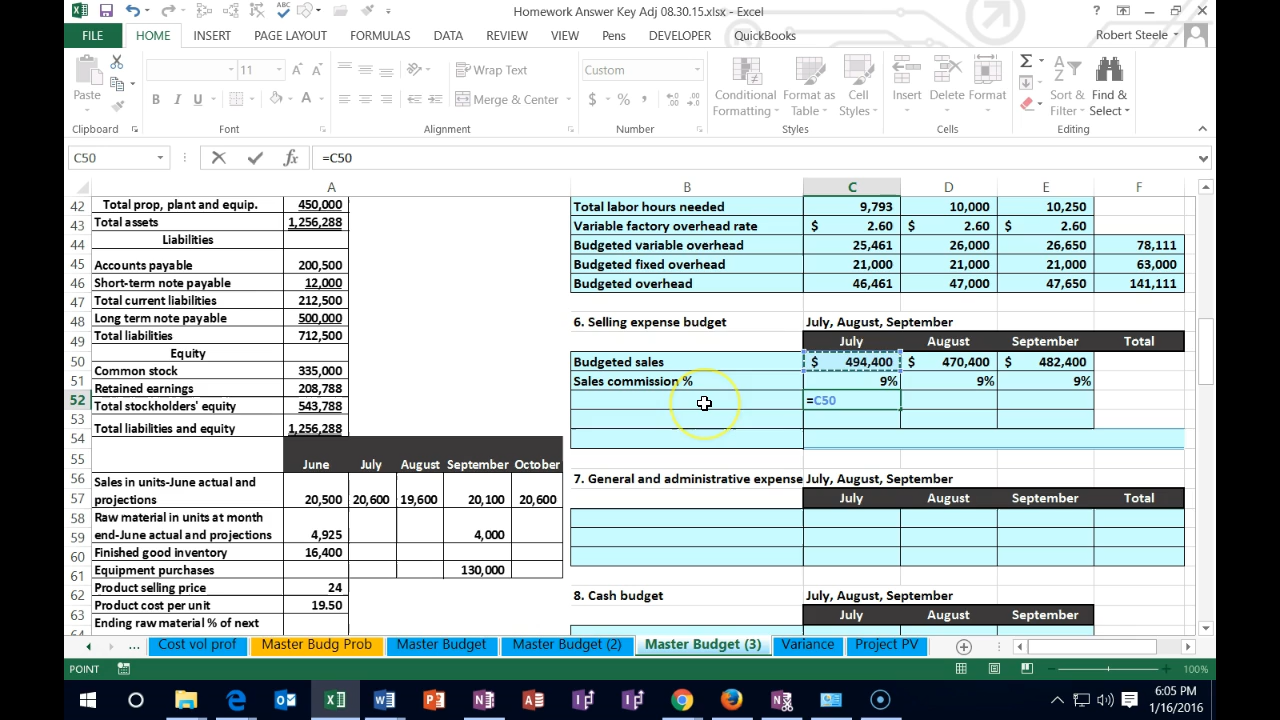 Homework Answer Key Adj 08.30.15.xlsx - Excel
FILE HOME INSERT PAGE LAYOUT FORMULAS DATA REVIEW VIEW Pens DEVELOPER QuickBooks Robert Steele
Paste 11 Wrap Text Custom
B I U A Merge & Center $ % , Conditional Formatting Format as Table Cell Styles Insert Delete Format Sort & Filter Find & Select
Clipboard Font Alignment Number Styles Cells Editing
C50 fx =C50
A B C D E F
42 Total prop, plant and equip. 450,000 Total labor hours needed 9,793 10,000 10,250
43 Total assets 1,256,288 Variable factory overhead rate $ 2.60 $ 2.60 $ 2.60
44 Liabilities Budgeted variable overhead 25,461 26,000 26,650 78,111
45 Accounts payable 200,500 Budgeted fixed overhead 21,000 21,000 21,000 63,000
46 Short-term note payable 12,000 Budgeted overhead 46,461 47,000 47,650 141,111
47 Total current liabilities 212,500
48 Long term note payable 500,000 6. Selling expense budget July, August, September
49 Total liabilities 712,500 July August September Total
50 Equity Budgeted sales $ 494,400 $ 470,400 $ 482,400
51 Common stock 335,000 Sales commission % 9% 9% 9%
52 Retained earnings 208,788 =C50
53 Total stockholders' equity 543,788
54 Total liabilities and equity 1,256,288
55 June July August September October
56 Sales in units-June actual and 7. General and administrative expense July, August, September
57 projections 20,500 20,600 19,600 20,100 20,600 July August September Total
58 Raw material in units at month
59 end-June actual and projections 4,925 4,000
60 Finished good inventory 16,400
61 Equipment purchases 130,000
62 Product selling price 24 8. Cash budget July, August, September
63 Product cost per unit 19.50 July August September
64 Ending raw material % of next
... Cost vol prof Master Budg Prob Master Budget Master Budget (2) Master Budget (3) Variance Project PV
POINT 100%
6:05 PM
1/16/2016